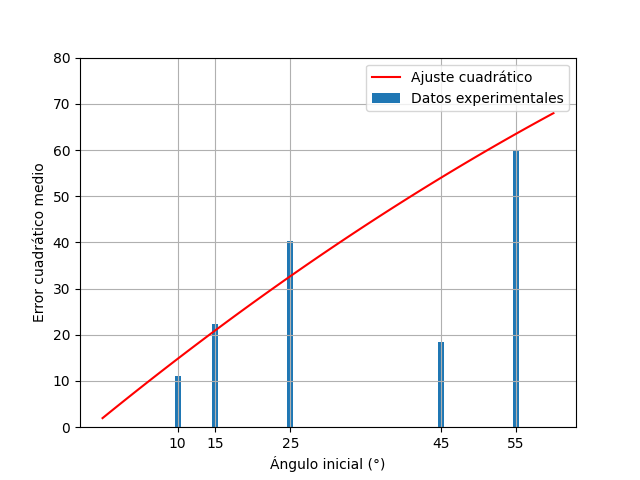 80
70
60
50
40
30
20
10
0
Error cuadrático medio
Ajuste cuadrático
Datos experimentales
10 15 25 45 55
Ángulo inicial (°)